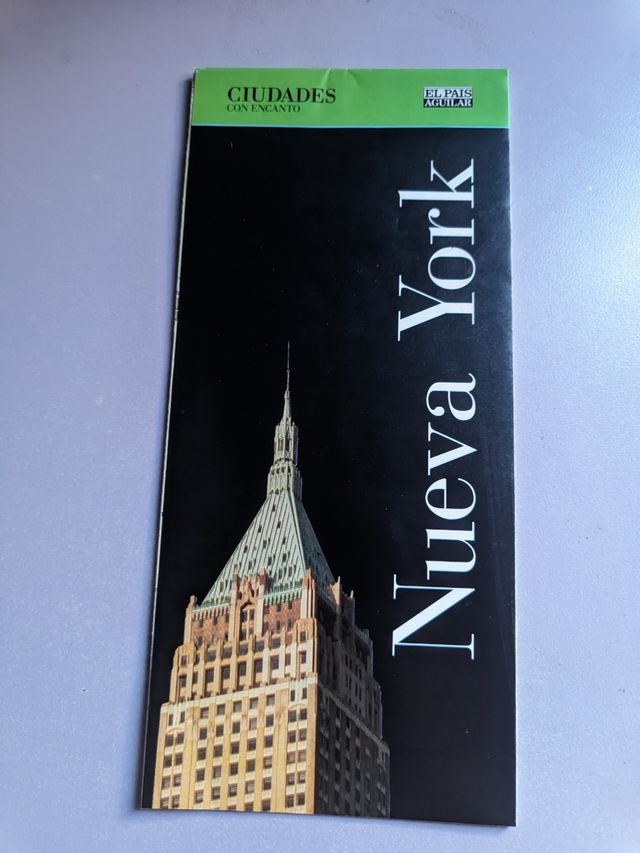 CIUDADES
CON ENCANTO
EL PAIS
AGUILAR
Nueva York